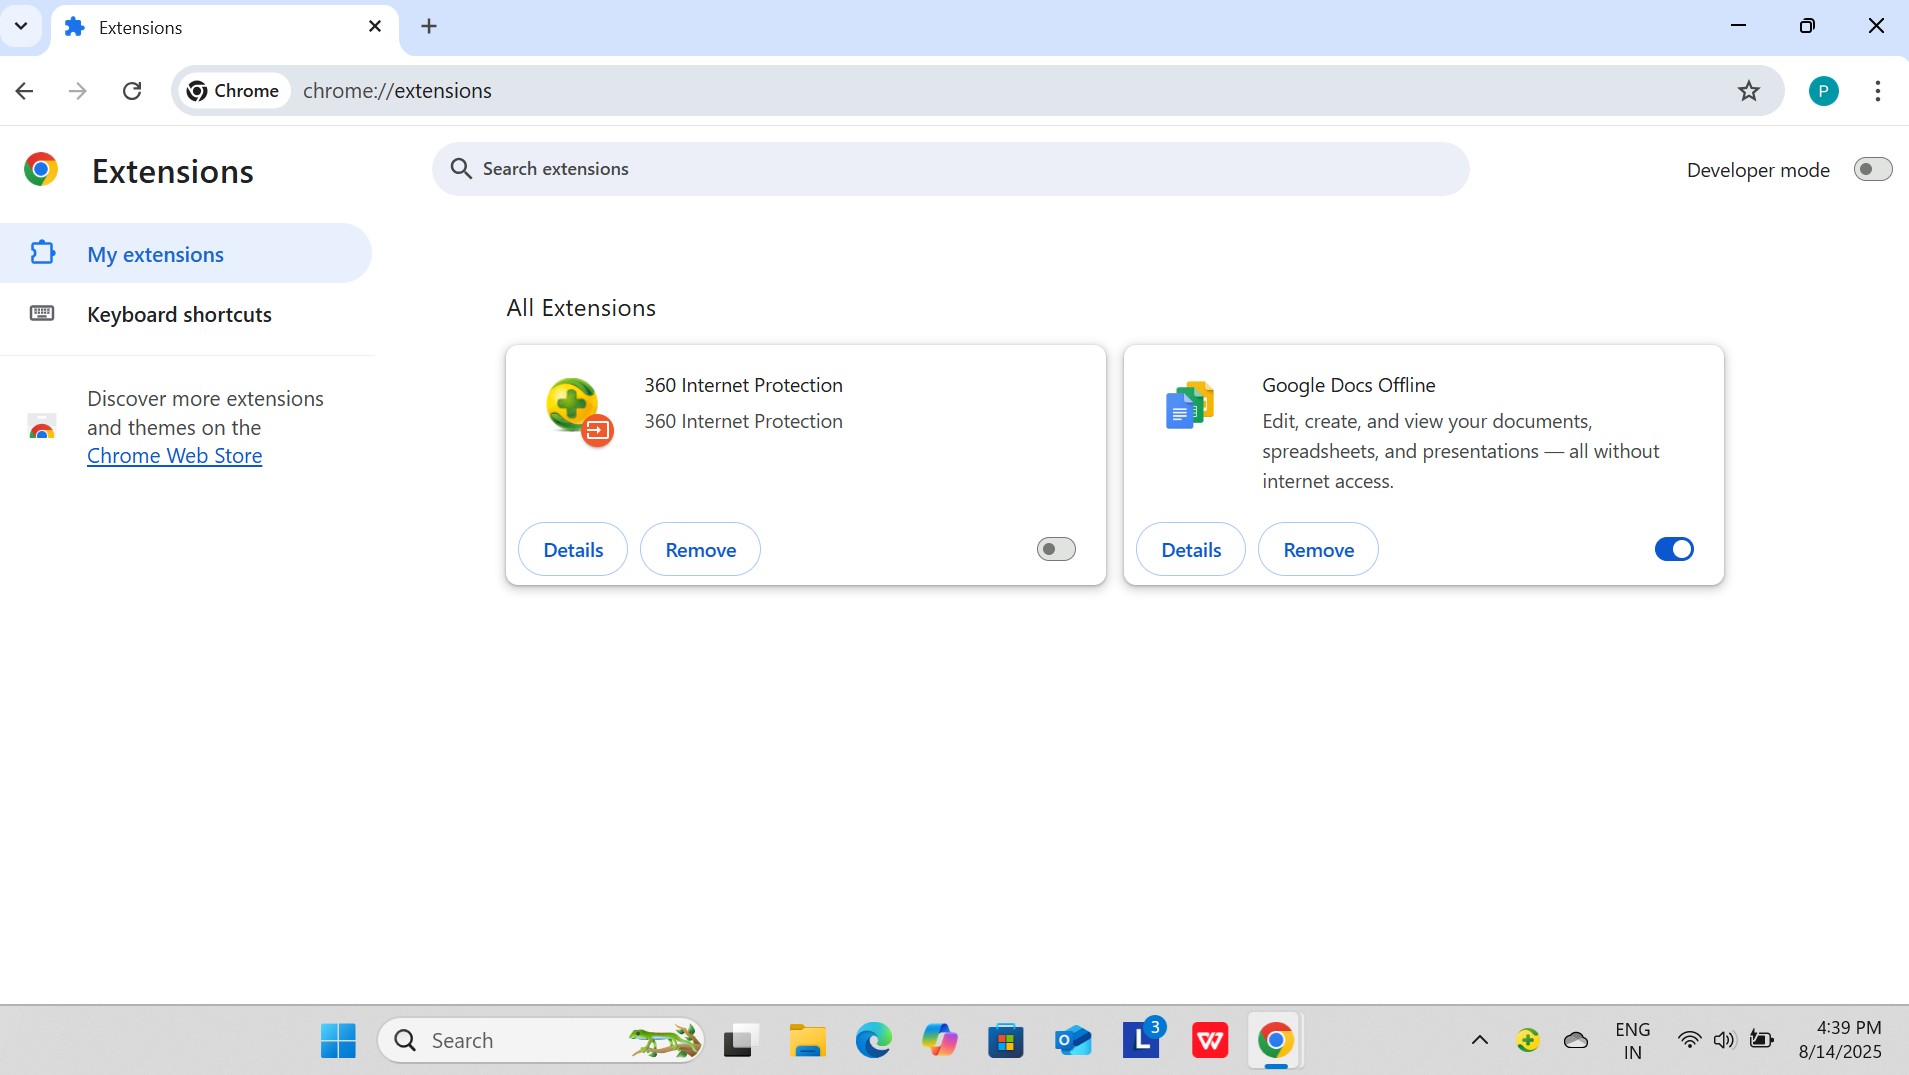 Extensions
Chrome
chrome://extensions
P
Extensions
Search extensions
Developer mode
My extensions
Keyboard shortcuts
Discover more extensions
and themes on the
Chrome Web Store
All Extensions
360 Internet Protection
360 Internet Protection
Details
Remove
Google Docs Offline
Edit, create, and view your documents,
spreadsheets, and presentations — all without
internet access.
Details
Remove
Search
L
3
W
ENG
IN
4:39 PM
8/14/2025